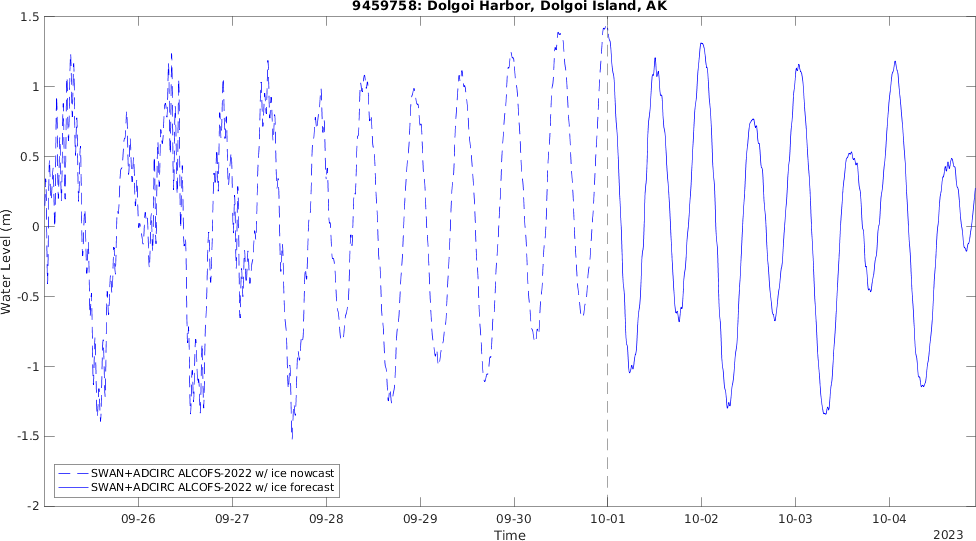 9459758: Dolgoi Harbor, Dolgoi Island, AK
1.5
1
0.5
0
-0.5
-1
-1.5
-2
Water Level (m)
SWAN+ADCIRC ALCOFS-2022 w/ ice nowcast
SWAN+ADCIRC ALCOFS-2022 w/ ice forecast
09-26 09-27 09-28 09-29 09-30 10-01 10-02 10-03 10-04
Time
2023